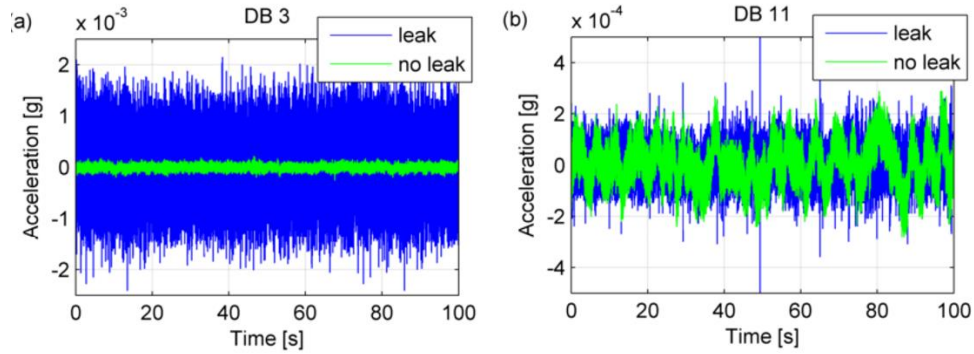 (a) x 10⁻³ DB 3
leak
no leak
2
1
0
-1
-2
Acceleration [g]
0 20 40 60 80 100
Time [s]
(b) x 10⁻⁴ DB 11
leak
no leak
4
2
0
-2
-4
Acceleration [g]
0 20 40 60 80 100
Time [s]